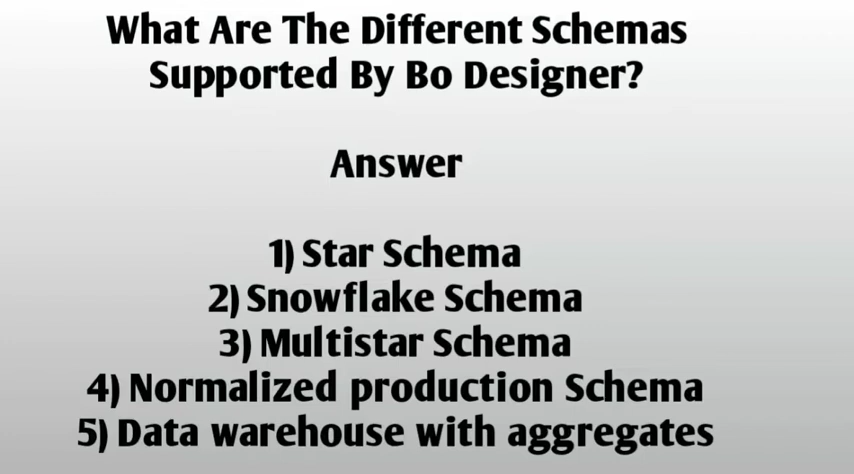 What Are The Different Schemas
Supported By Bo Designer?
Answer
1) Star Schema
2) Snowflake Schema
3) Multistar Schema
4) Normalized production Schema
5) Data warehouse with aggregates